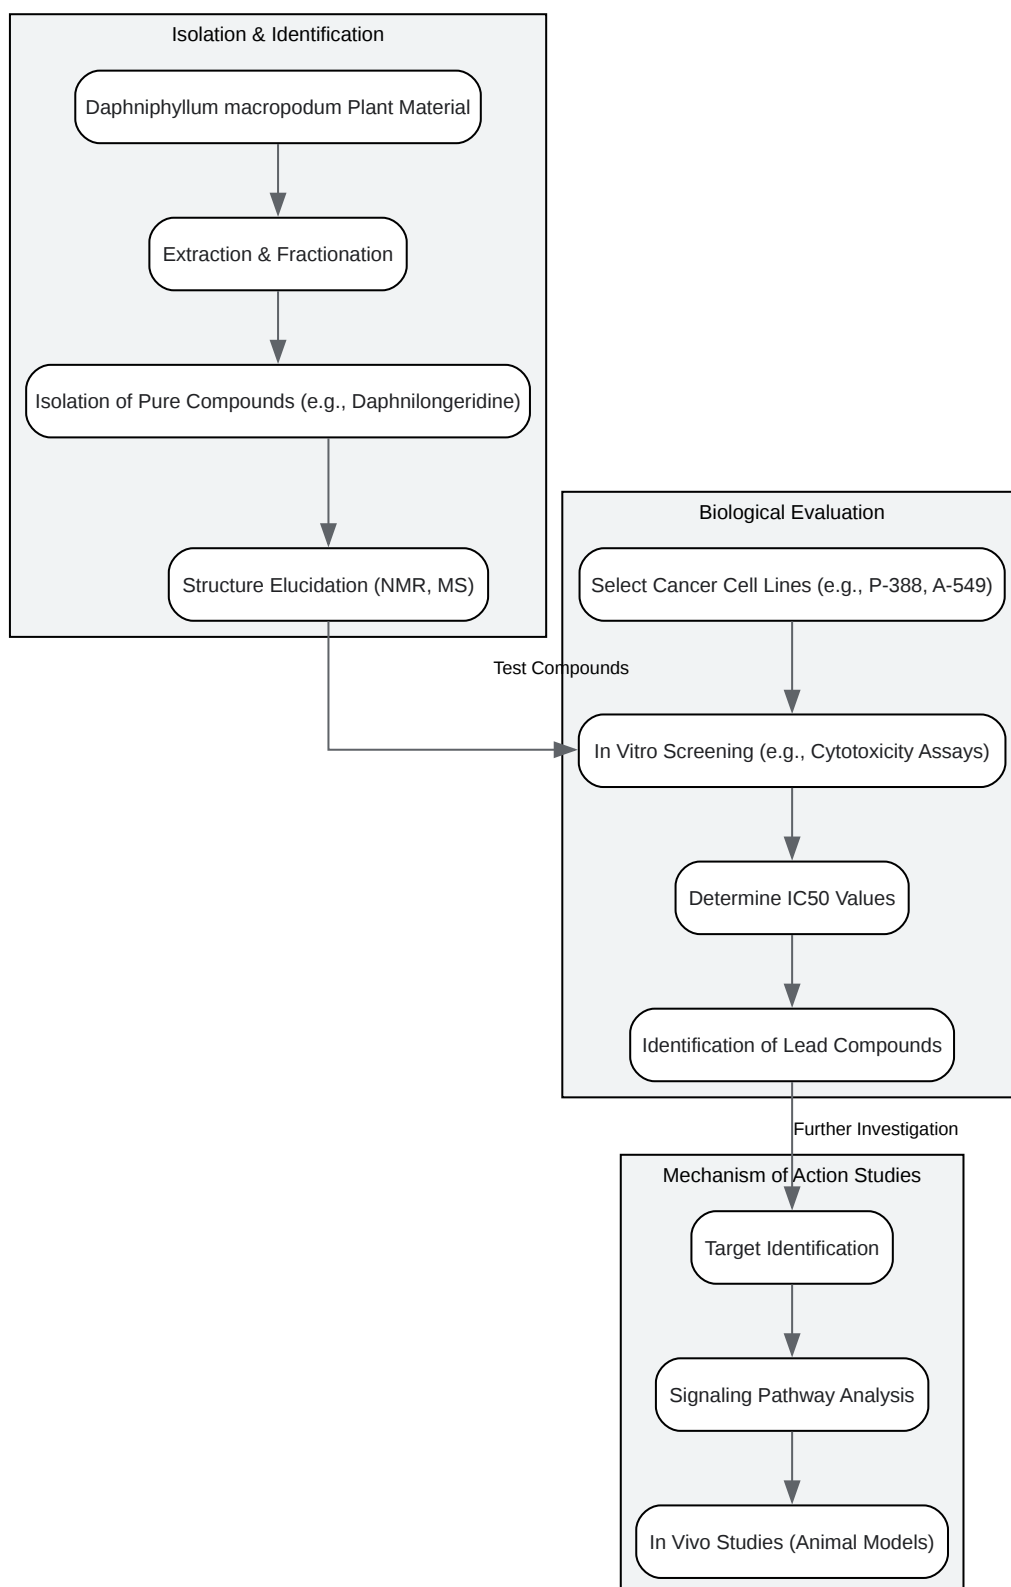 Isolation & Identification
Daphniphyllum macropodum Plant Material
Extraction & Fractionation
Isolation of Pure Compounds (e.g., Daphnilongeridine)
Structure Elucidation (NMR, MS)
Test Compounds
Biological Evaluation
Select Cancer Cell Lines (e.g., P-388, A-549)
In Vitro Screening (e.g., Cytotoxicity Assays)
Determine IC50 Values
Identification of Lead Compounds
Further Investigation
Mechanism of Action Studies
Target Identification
Signaling Pathway Analysis
In Vivo Studies (Animal Models)